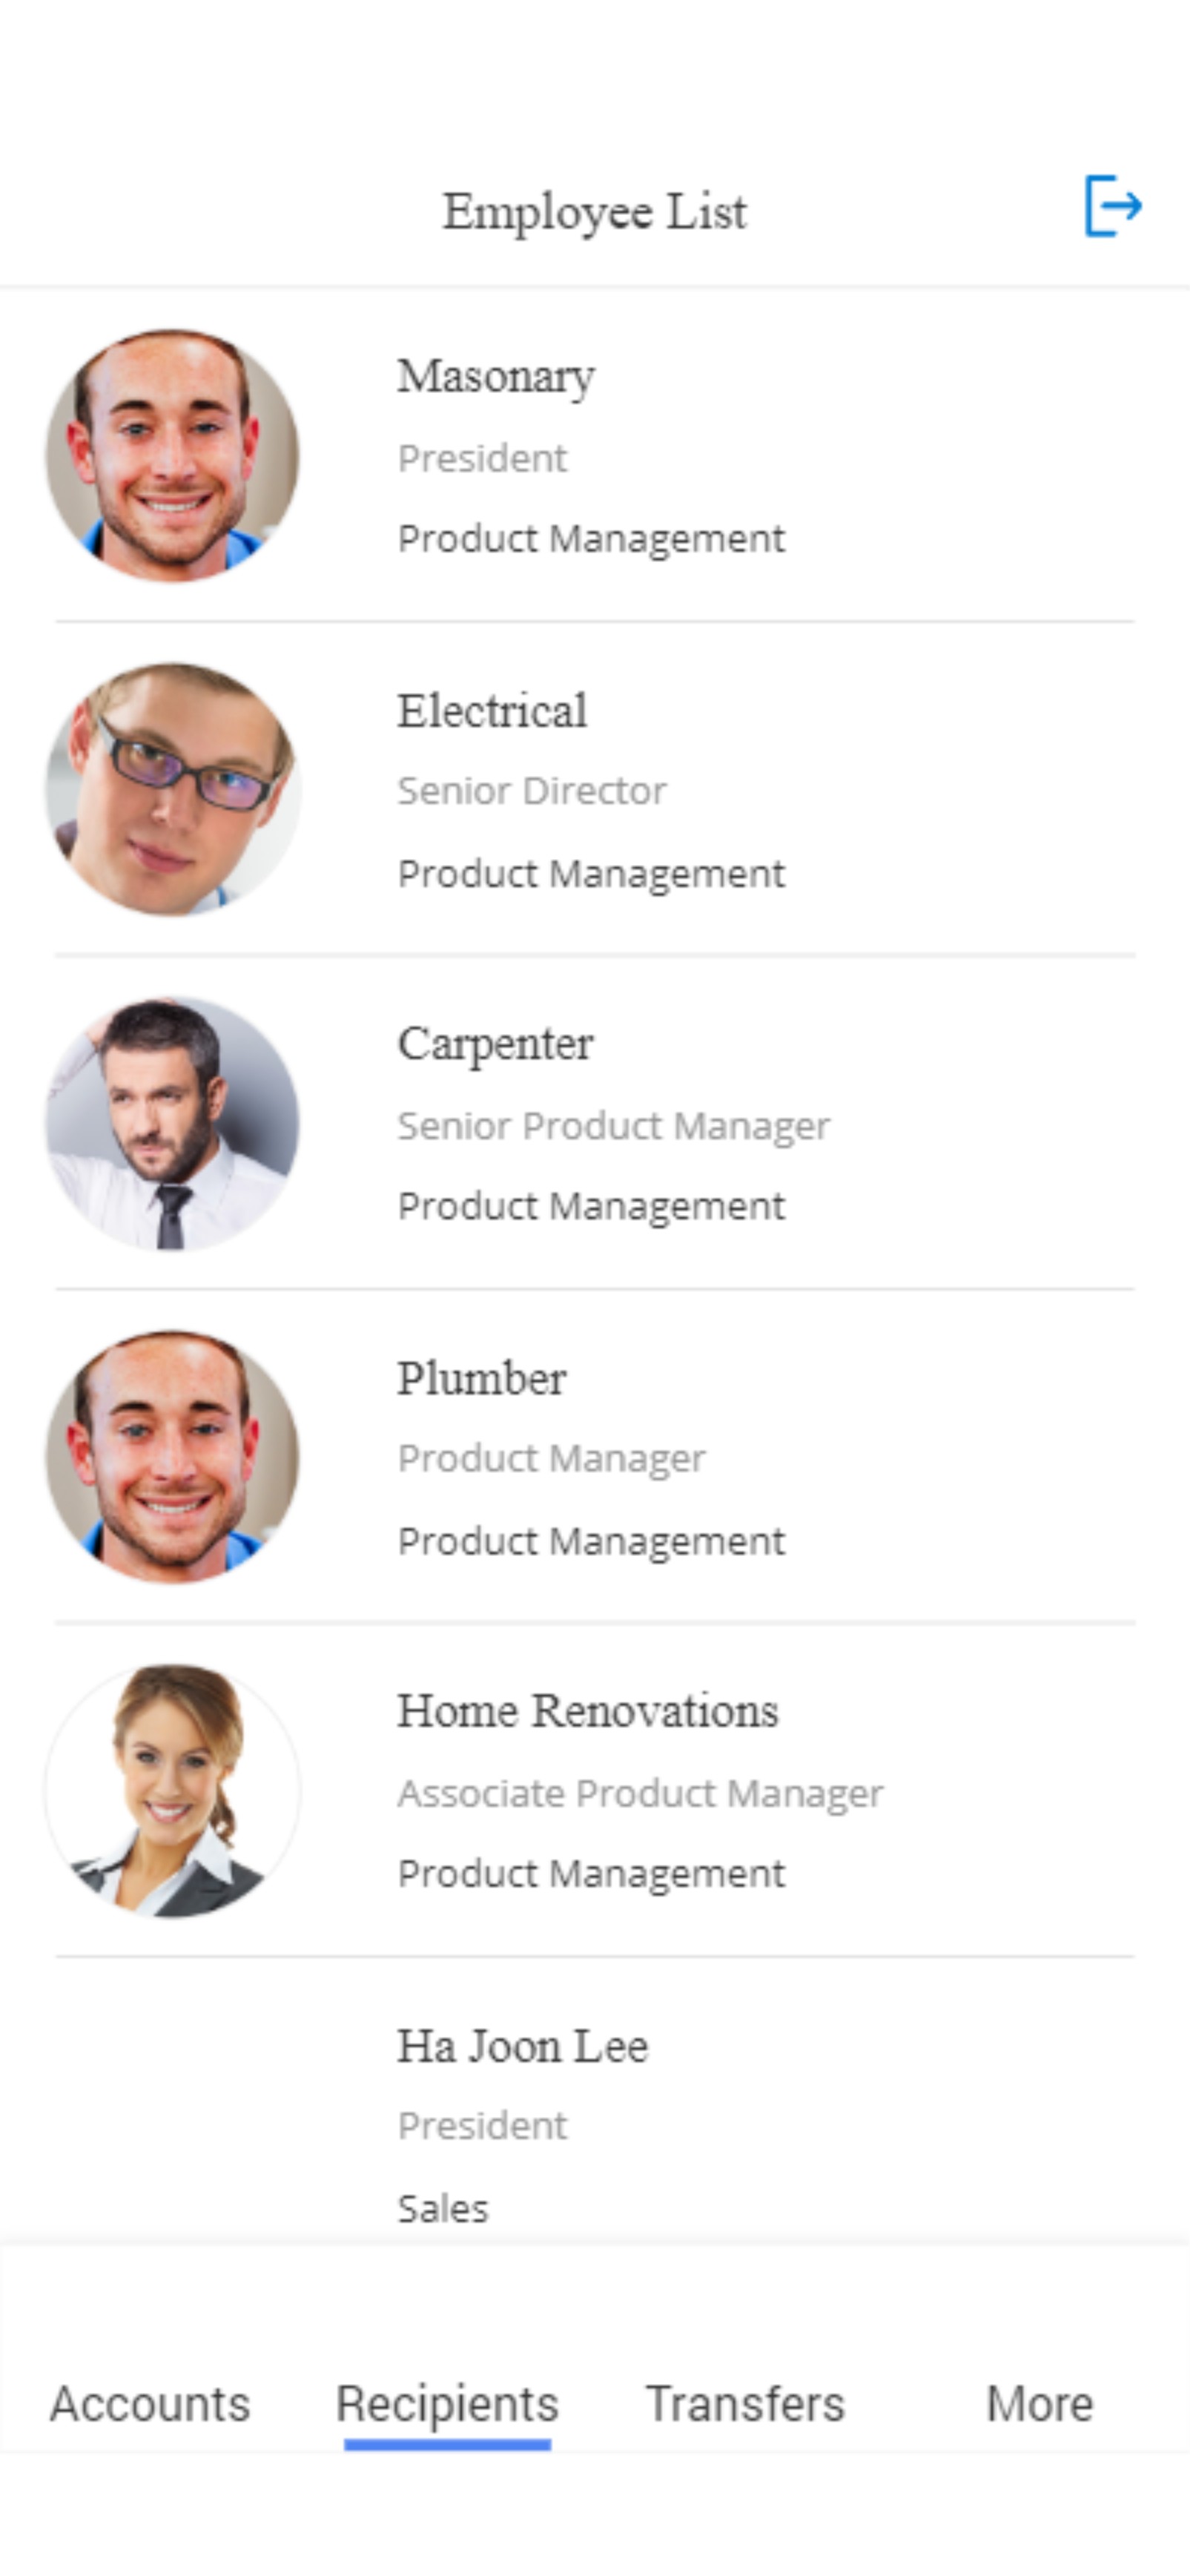 Employee List
Masonary
President
Product Management
Electrical
Senior Director
Product Management
Carpenter
Senior Product Manager
Product Management
Plumber
Product Manager
Product Management
Home Renovations
Associate Product Manager
Product Management
Ha Joon Lee
President
Sales
Accounts Recipients Transfers More